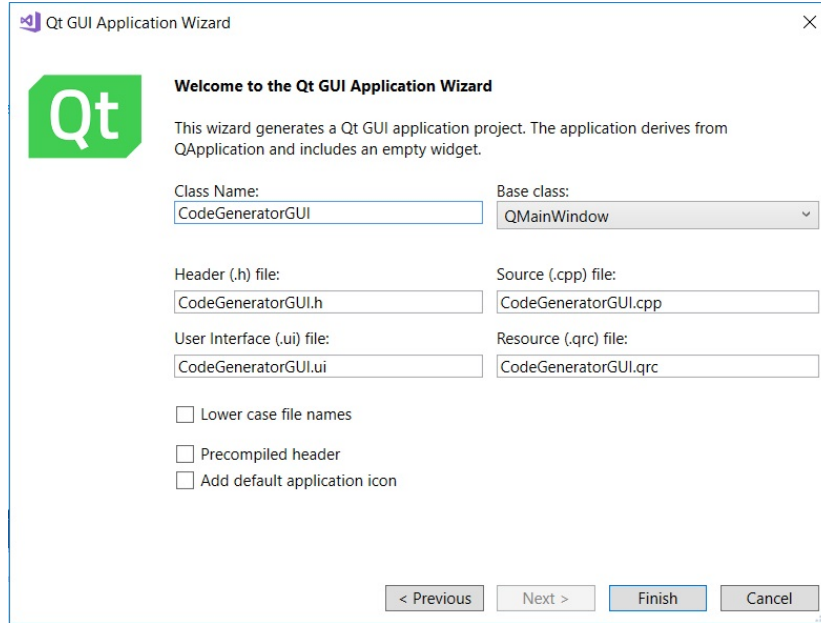 Qt GUI Application Wizard
Qt
Welcome to the Qt GUI Application Wizard
This wizard generates a Qt GUI application project. The application derives from
QApplication and includes an empty widget.
Class Name:
Base class:
CodeGeneratorGUI
QMainWindow
Header (.h) file:
Source (.cpp) file:
CodeGeneratorGUI.h
CodeGeneratorGUI.cpp
User Interface (.ui) file:
Resource (.qrc) file:
CodeGeneratorGUI.ui
CodeGeneratorGUI.qrc
Lower case file names
Precompiled header
Add default application icon
< Previous
Next >
Finish
Cancel